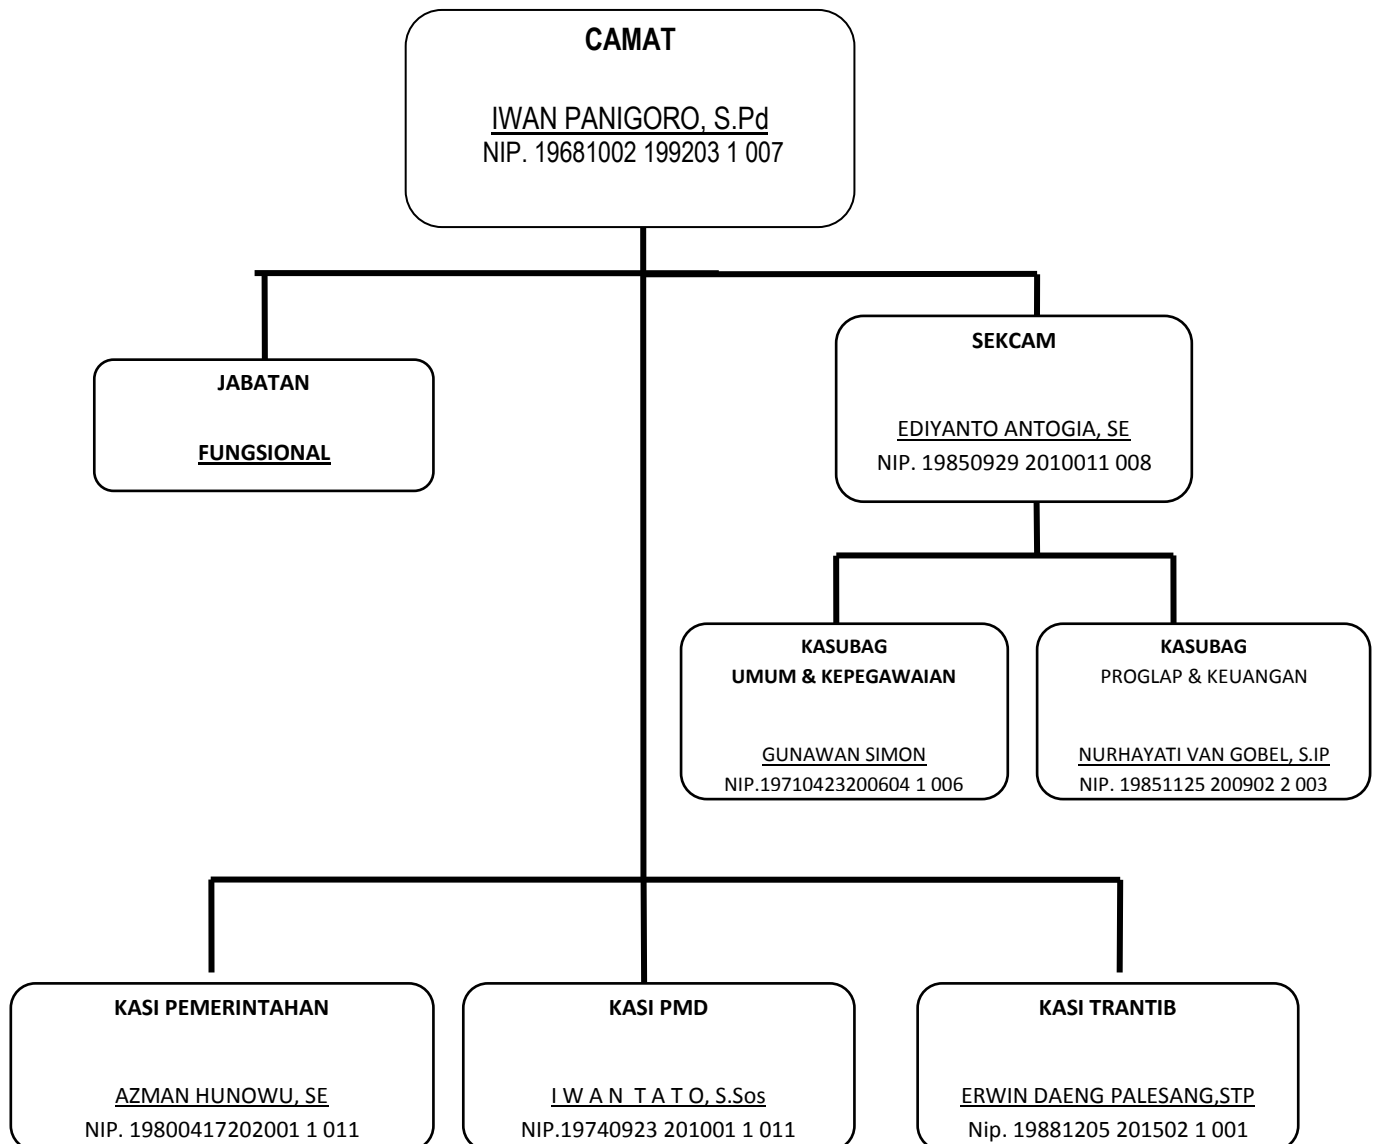 CAMAT
IWAN PANIGORO, S.Pd
NIP. 19681002 199203 1 007
JABATAN
FUNGSIONAL
SEKCAM
EDIYANTO ANTOGIA, SE
NIP. 19850929 2010011 008
KASUBAG
UMUM & KEPEGAWAIAN
GUNAWAN SIMON
NIP.19710423200604 1 006
KASUBAG
PROGLAP & KEUANGAN
NURHAYATI VAN GOBEL, S.IP
NIP. 19851125 200902 2 003
KASI PEMERINTAHAN
AZMAN HUNOWU, SE
NIP. 19800417202001 1 011
KASI PMD
I W A N  T A T O, S.Sos
NIP.19740923 201001 1 011
KASI TRANTIB
ERWIN DAENG PALESANG,STP
Nip. 19881205 201502 1 001